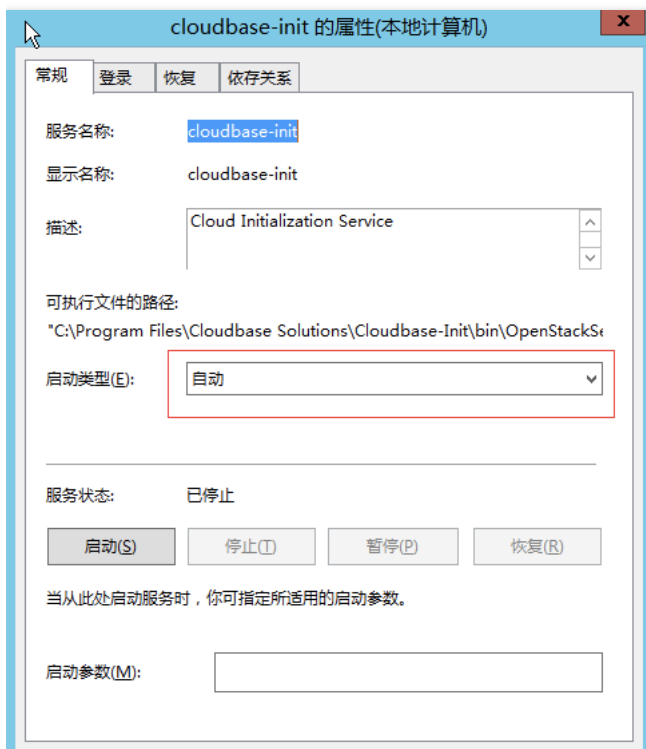 cloudbase-init 的属性(本地计算机)
x
常规 登录 恢复 依存关系
服务名称: cloudbase-init
显示名称: cloudbase-init
描述: Cloud Initialization Service
可执行文件的路径:
"C:\Program Files\Cloudbase Solutions\Cloudbase-Init\bin\OpenStackSe
启动类型(E): 自动
服务状态: 已停止
启动(S) 停止(T) 暂停(P) 恢复(R)
当从此处启动服务时，你可指定所适用的启动参数。
启动参数(M):